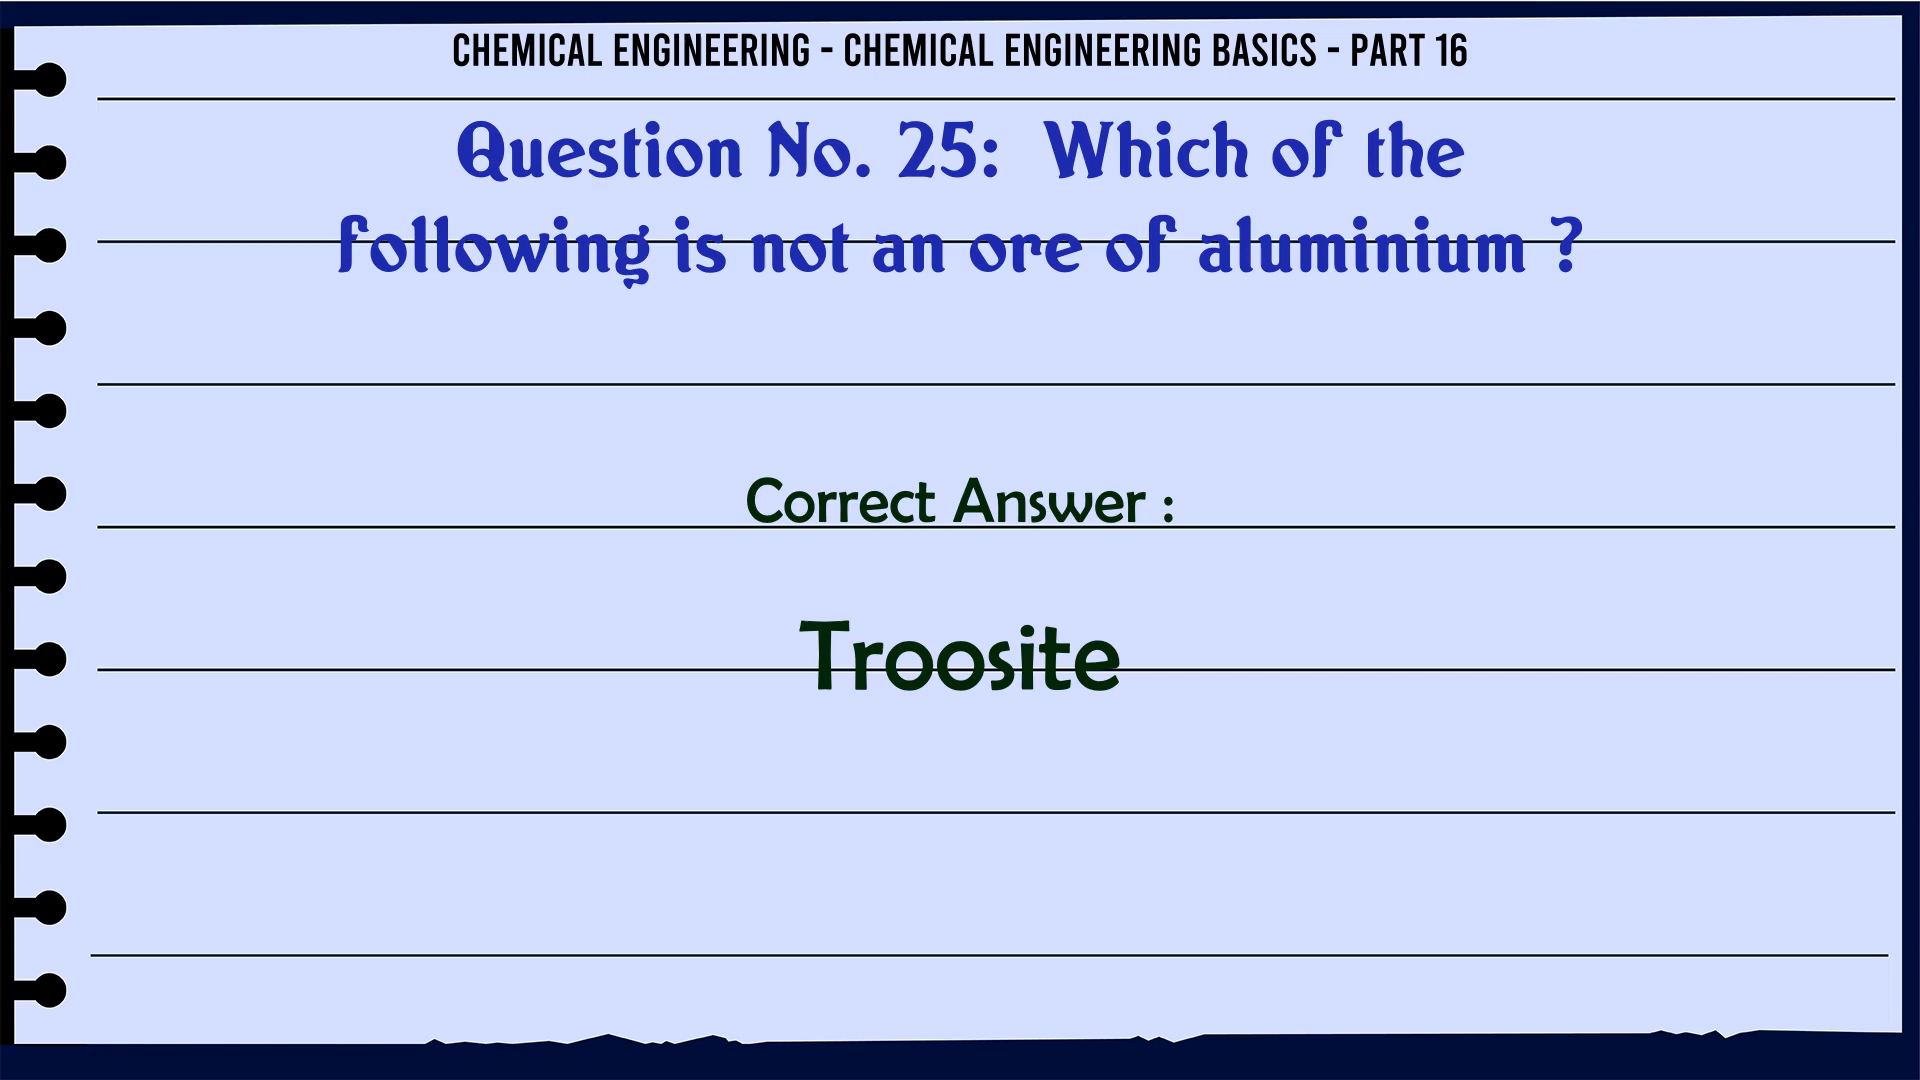 CHEMICAL ENGINEERING - CHEMICAL ENGINEERING BASICS - PART 16
Question No. 25: Which of the
following is not an ore of aluminium ?
Correct Answer :
Troosite